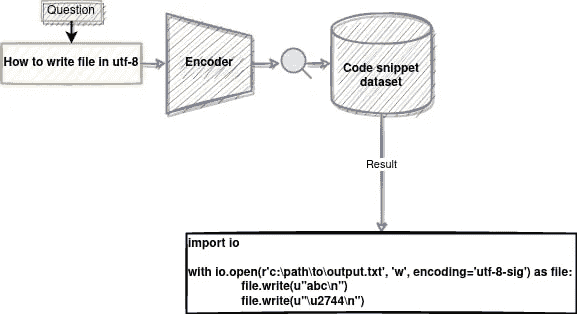 Question
How to write file in utf-8
Encoder
Code snippet
dataset
Result
import io
with io.open(r'c:\path\to\output.txt', 'w', encoding='utf-8-sig') as file:
file.write(u"abc\n")
file.write(u"\u2744\n")